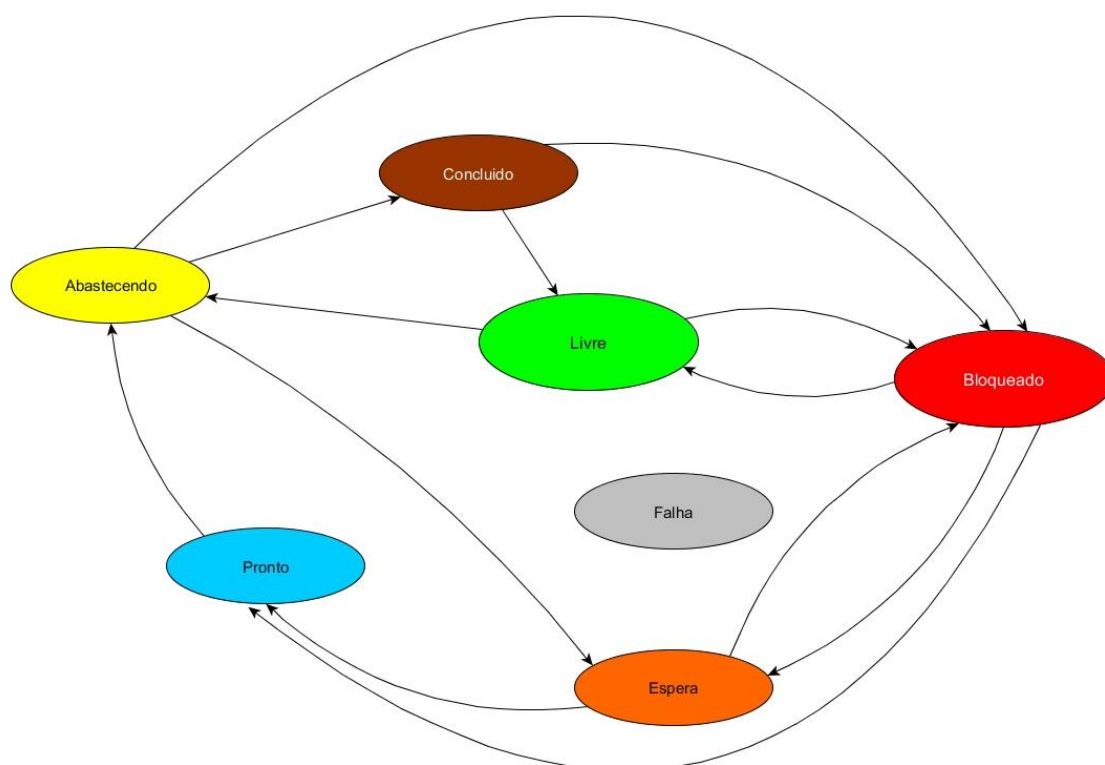 Concluido
Abastecendo
Livre
Bloqueado
Falha
Pronto
Espera